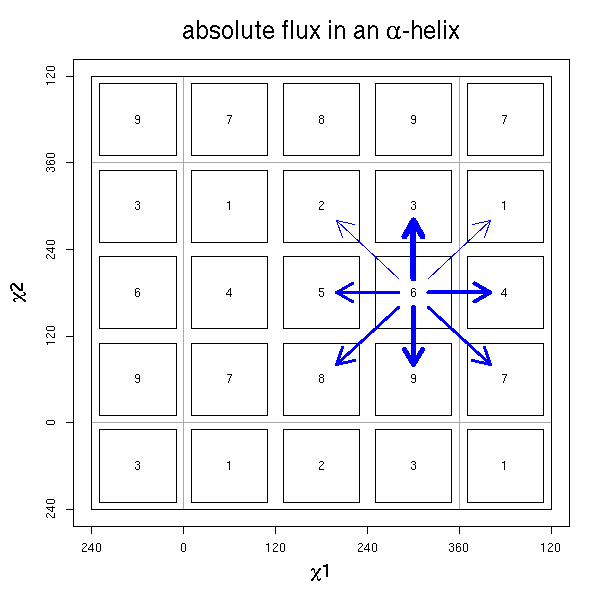 absolute flux in an α-helix
120
9 7 8 9 7
360
3 1 2 3 1
240
χ2
6 4 5 6 4
120
9 7 8 9 7
0
3 1 2 3 1
240
240 0 120 240 360 120
χ1